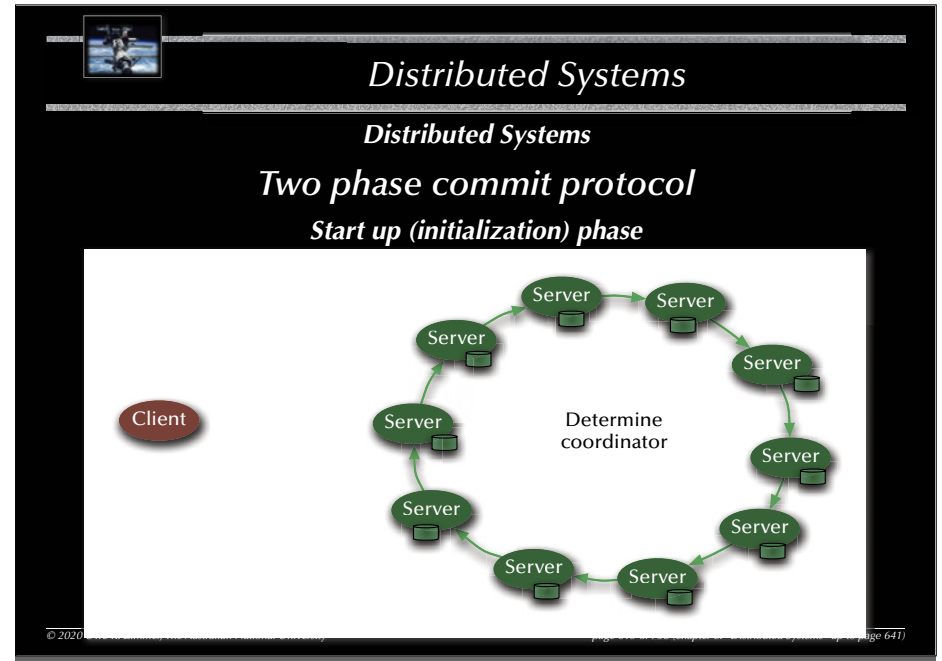 Distributed Systems
Distributed Systems
Two phase commit protocol
Start up (initialization) phase
Server
Server
Server
Server
Client
Server
Determine
coordinator
Server
Server
Server
Server
Server
© 2020
page 641)